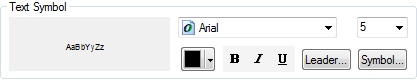 Text Symbol
AaBbYyZz
Arial
5
B I U
Leader...
Symbol...